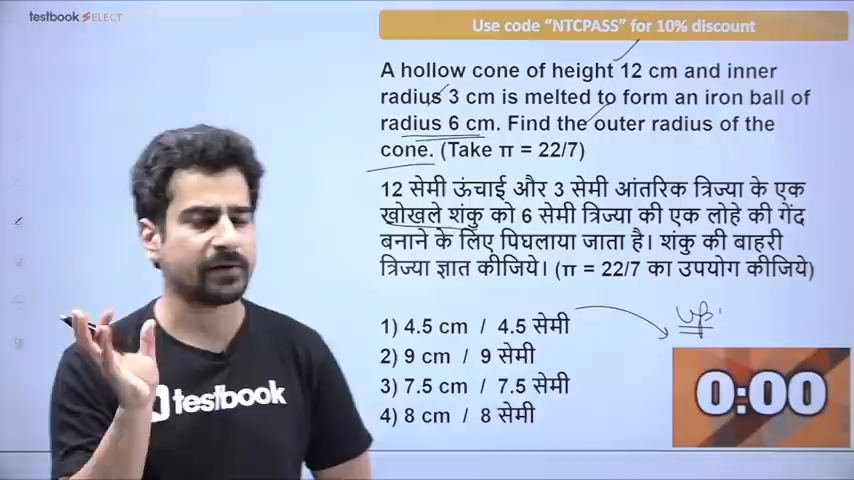 testbook SELECT
Use code "NTCPASS" for 10% discount
A hollow cone of height 12 cm and inner
radius 3 cm is melted to form an iron ball of
radius 6 cm. Find the outer radius of the
cone. (Take π = 22/7)
12 सेमी ऊंचाई और 3 सेमी आंतरिक त्रिज्या के एक
खोखले शंकु को 6 सेमी त्रिज्या की एक लोहे की गेंद
बनाने के लिए पिघलाया जाता है। शंकु की बाहरी
त्रिज्या ज्ञात कीजिये। (π = 22/7 का उपयोग कीजिये)
1) 4.5 cm / 4.5 सेमी
2) 9 cm / 9 सेमी
3) 7.5 cm / 7.5 सेमी
4) 8 cm / 8 सेमी
0:00
testbook